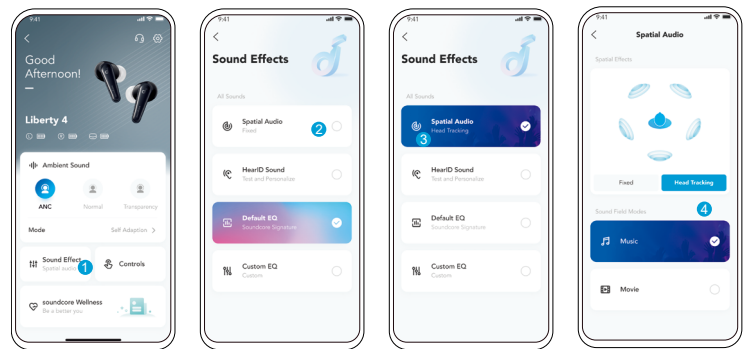 9:41
Good
Afternoon!
Liberty 4
L
R
Ambient Sound
ANC
Normal
Transparency
Mode
Self Adaption >
Sound Effect
Spatial audio
1
Controls
soundcore Wellness
Be a better you
9:41
Sound Effects
All Sounds
Spatial Audio
Fixed
2
HearID Sound
Test and Personalize
Default EQ
Soundcore Signature
Custom EQ
Custom
9:41
Sound Effects
All Sounds
Spatial Audio
Head Tracking
3
HearID Sound
Test and Personalize
Default EQ
Soundcore Signature
Custom EQ
Custom
9:41
Spatial Audio
Spatial Effects
Fixed
Head Tracking
Sound Field Modes
4
Music
Movie